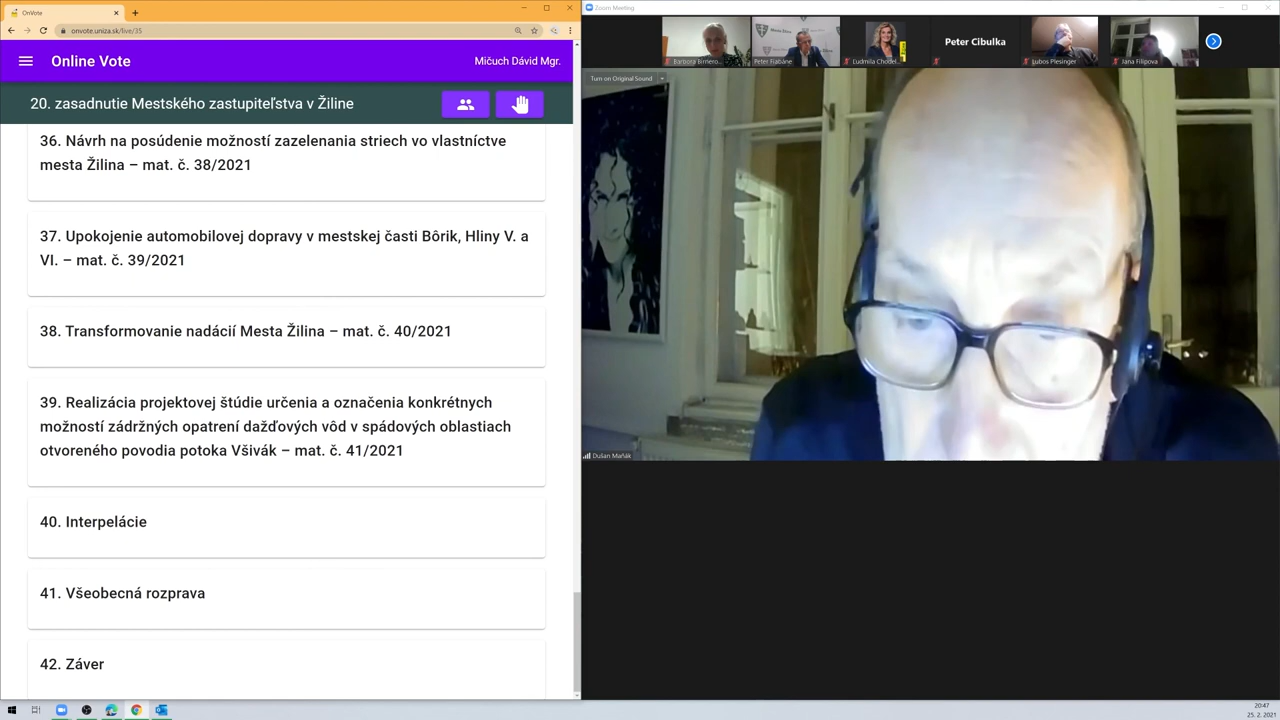 OnVote
onvote.uniza.sk/live/35
Online Vote
Mičuch Dávid Mgr.
20. zasadnutie Mestského zastupiteľstva v Žiline
36. Návrh na posúdenie možností zazelenania striech vo vlastníctve
mesta Žilina – mat. č. 38/2021
37. Upokojenie automobilovej dopravy v mestskej časti Bôrik, Hliny V. a
VI. – mat. č. 39/2021
38. Transformovanie nadácií Mesta Žilina – mat. č. 40/2021
39. Realizácia projektovej štúdie určenia a označenia konkrétnych
možností zádržných opatrení dažďových vôd v spádových oblastiach
otvoreného povodia potoka Všivák – mat. č. 41/2021
40. Interpelácie
41. Všeobecná rozprava
42. Záver
Zoom Meeting
Peter Fiabáne
Ľudmila Chodel...
Peter Cibulka
Ľubos Plesinger
Jana Filipova
Turn on Original Sound
Dušan Maňák
20:47
25. 2. 2021